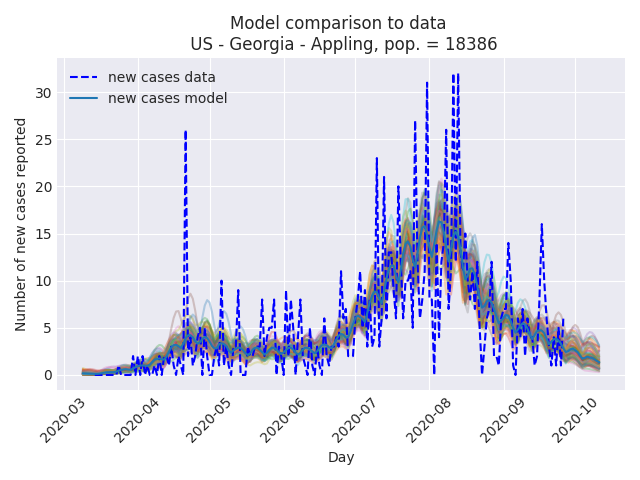 Model comparison to data
US - Georgia - Appling, pop. = 18386
new cases data
new cases model
Number of new cases reported
30
25
20
15
10
5
0
2020-03
2020-04
2020-05
2020-06
2020-07
2020-08
2020-09
2020-10
Day